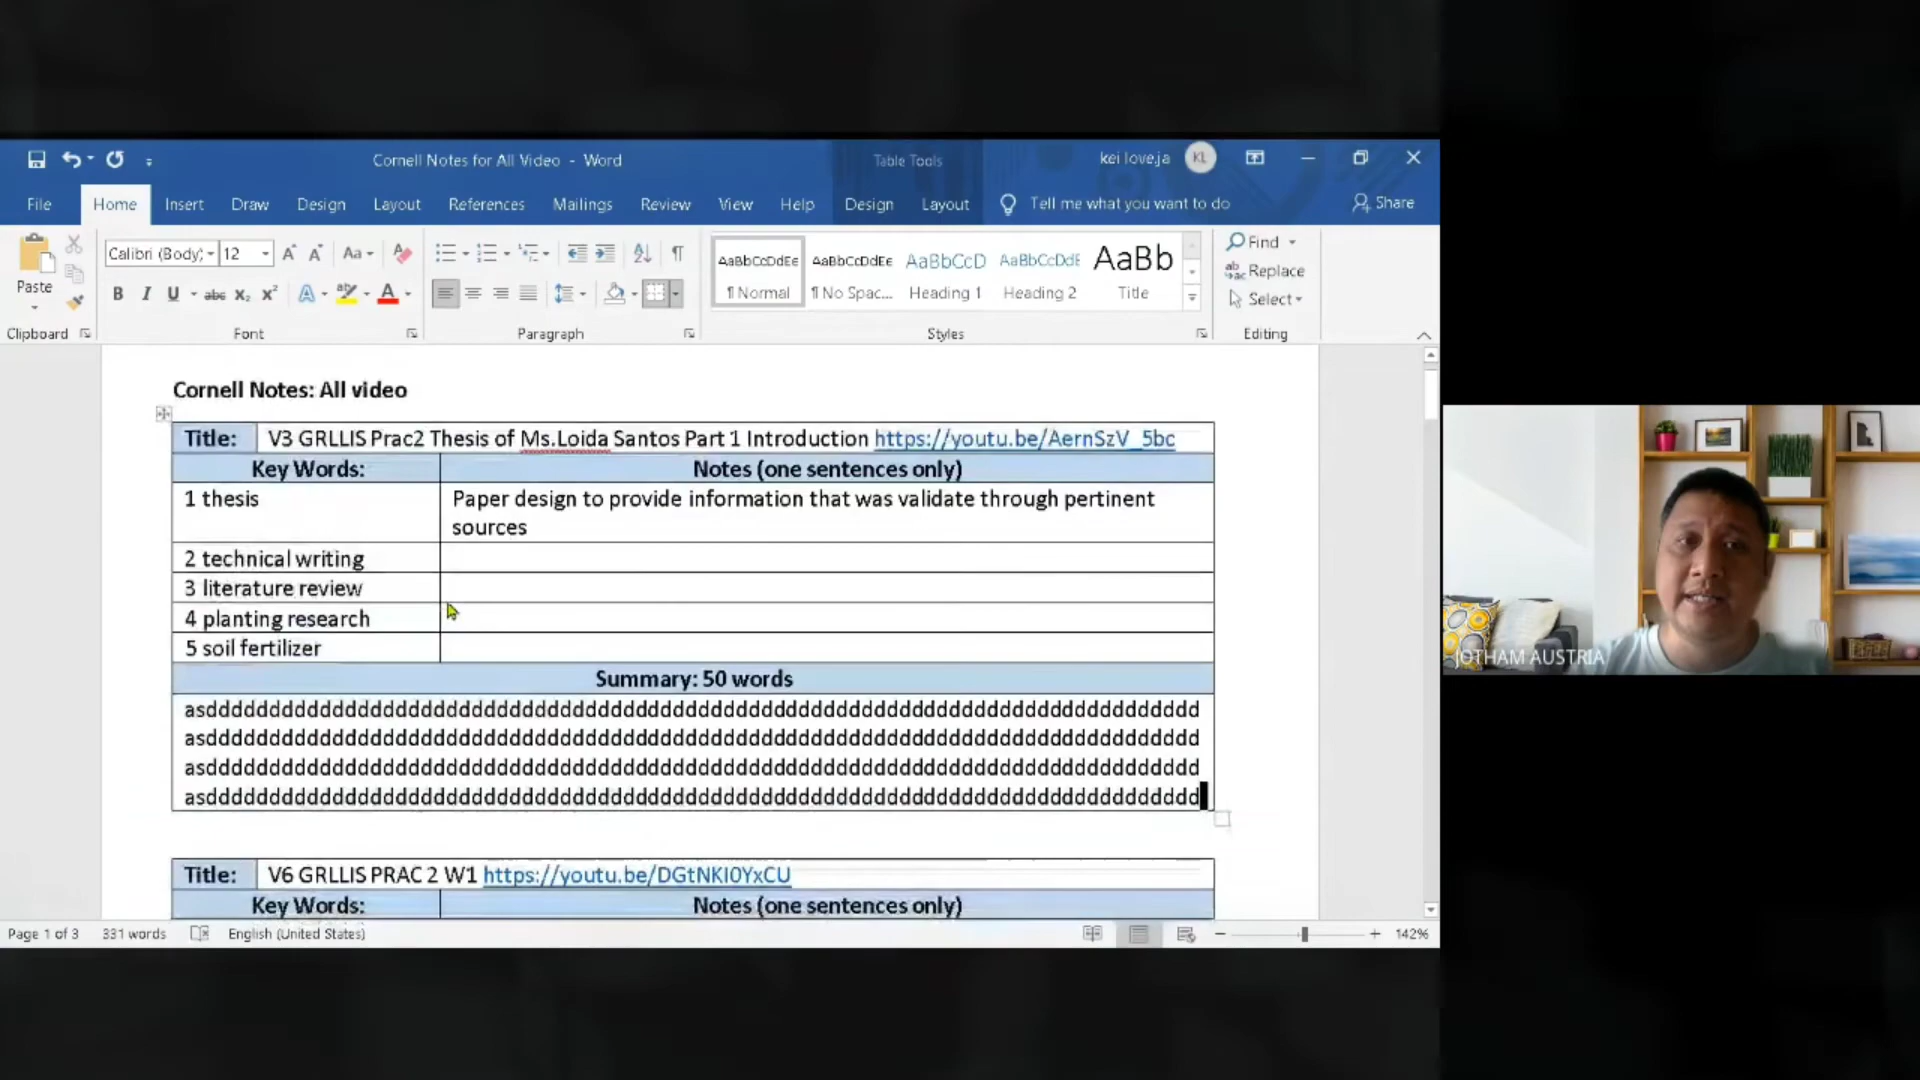 Cornell Notes for All Video - Word
Table Tools
kei love.ja
KL
File
Home
Insert
Draw
Design
Layout
References
Mailings
Review
View
Help
Design
Layout
Tell me what you want to do
Share
Paste
Clipboard
Calibri (Body)
12
Aa
Font
Paragraph
AaBbCcDdEe
¶ Normal
AaBbCcDdEe
¶ No Spac...
AaBbCcD
Heading 1
AaBbCcDdE
Heading 2
AaBb
Title
Styles
Find
Replace
Select
Editing
Cornell Notes: All video
Title: V3 GRLLIS Prac2 Thesis of Ms.Loida Santos Part 1 Introduction https://youtu.be/AernSzV_5bc
Key Words: Notes (one sentences only)
1 thesis Paper design to provide information that was validate through pertinent
sources
2 technical writing
3 literature review
4 planting research
5 soil fertilizer
Summary: 50 words
Title: V6 GRLLIS PRAC 2 W1 https://youtu.be/DGtNKI0YxCU
Key Words: Notes (one sentences only)
Page 1 of 3
331 words
English (United States)
142%
JOTHAM AUSTRIA